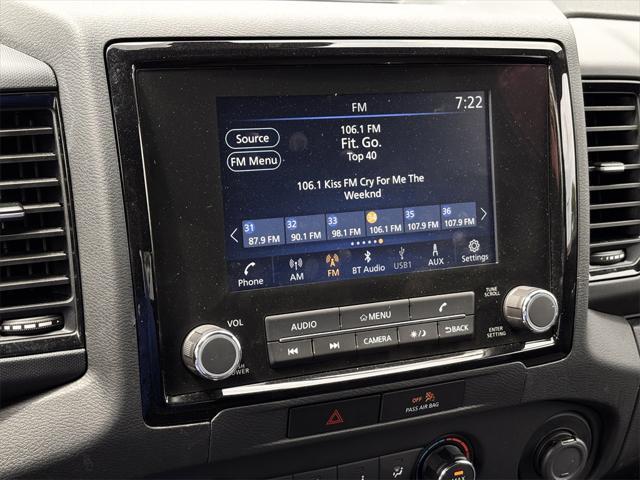 FM
7:22
Source
FM Menu
106.1 FM
Fit. Go.
Top 40
106.1 Kiss FM Cry For Me The
Weeknd
31 32 33 34 35 36
87.9 FM 90.1 FM 98.1 FM 106.1 FM 107.9 FM 107.9 FM
Phone AM FM BT Audio USB1 AUX Settings
VOL
AUDIO MENU
TUNE
SCROLL
CAMERA BACK
ENTER
SETTING
OFF
PASS AIR BAG
MAX